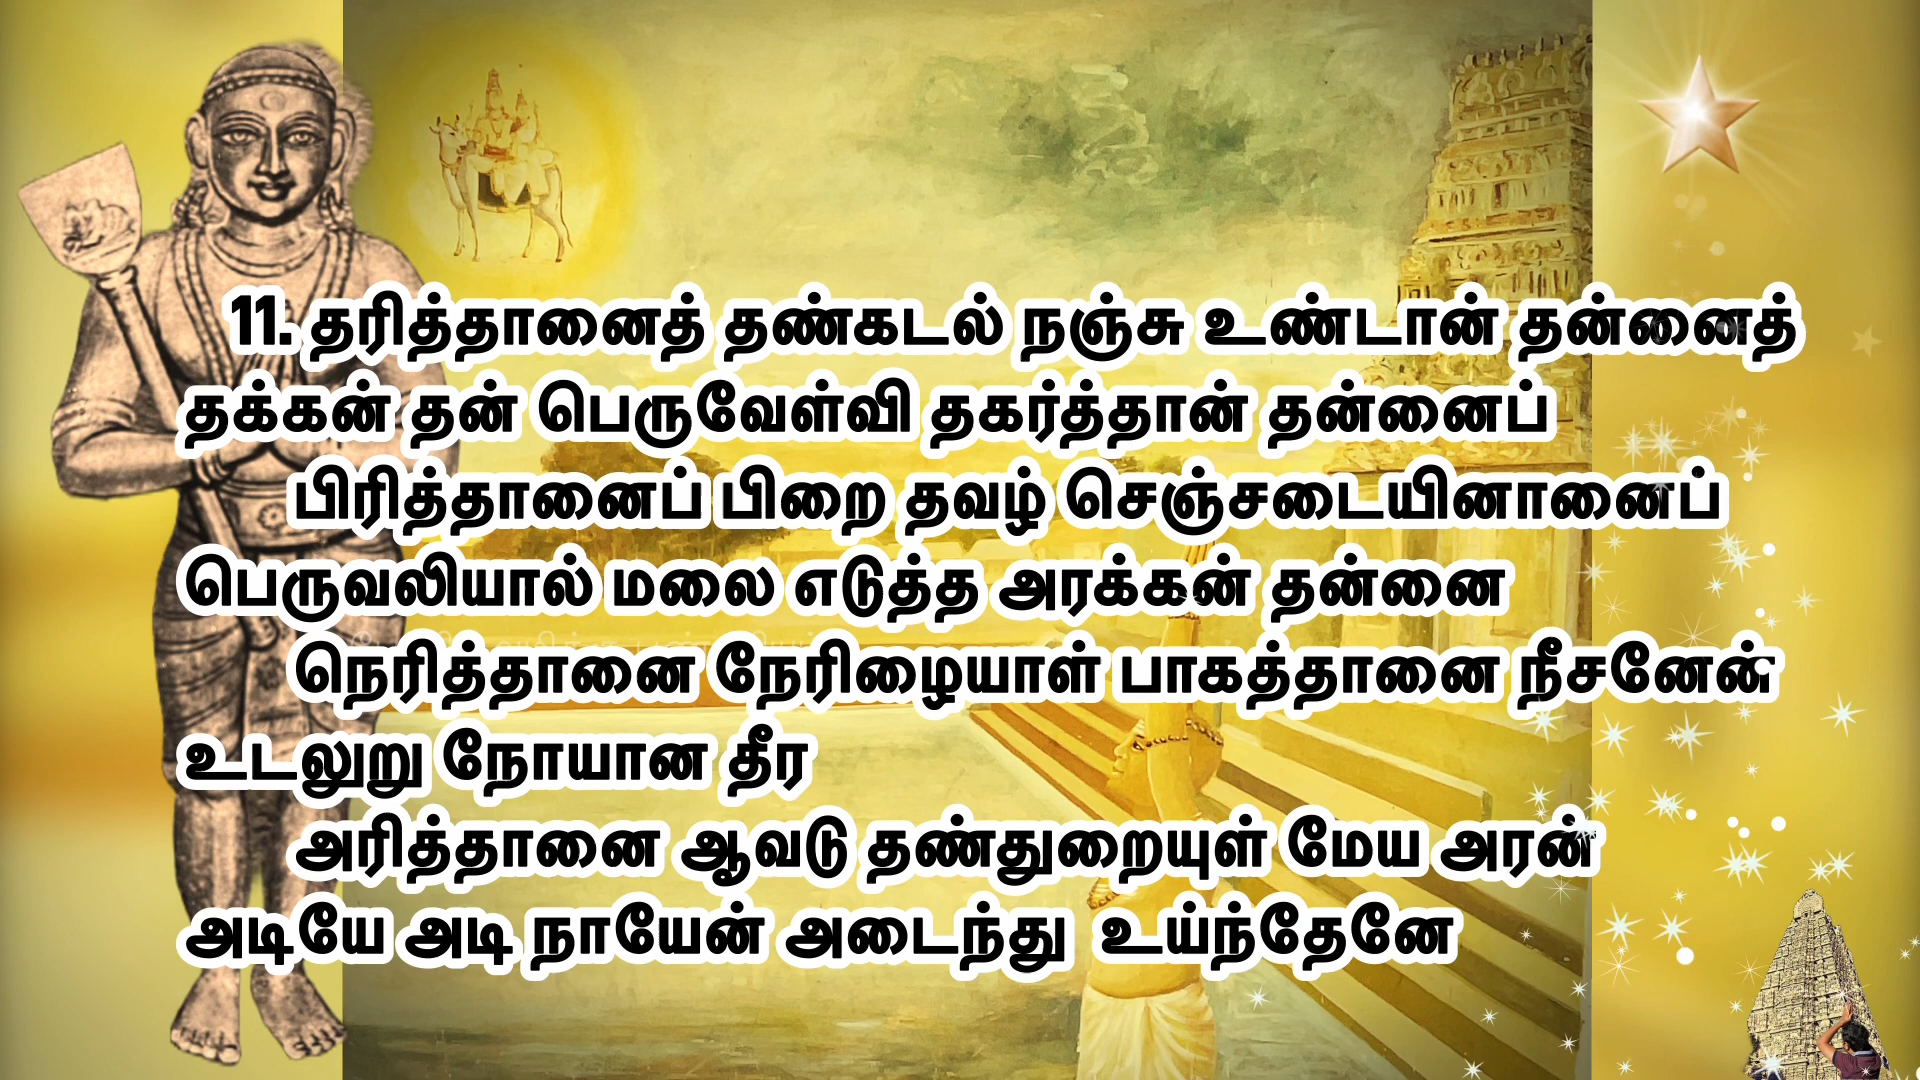 11. தரித்தானைத் தண்கடல் நஞ்சு உண்டான் தன்னைத்
தக்கன் தன் பெருவேள்வி தகர்த்தான் தன்னைப்
பிரித்தானைப் பிறை தவழ் செஞ்சடையினானைப்
பெருவலியால் மலை எடுத்த அரக்கன் தன்னை
நெரித்தானை நேரிழையாள் பாகத்தானை நீசனேன்
உடலுறு நோயான தீர
அரித்தானை ஆவடு தண்துறையுள் மேய அரன்
அடியே அடி நாயேன் அடைந்து உய்ந்தேனே